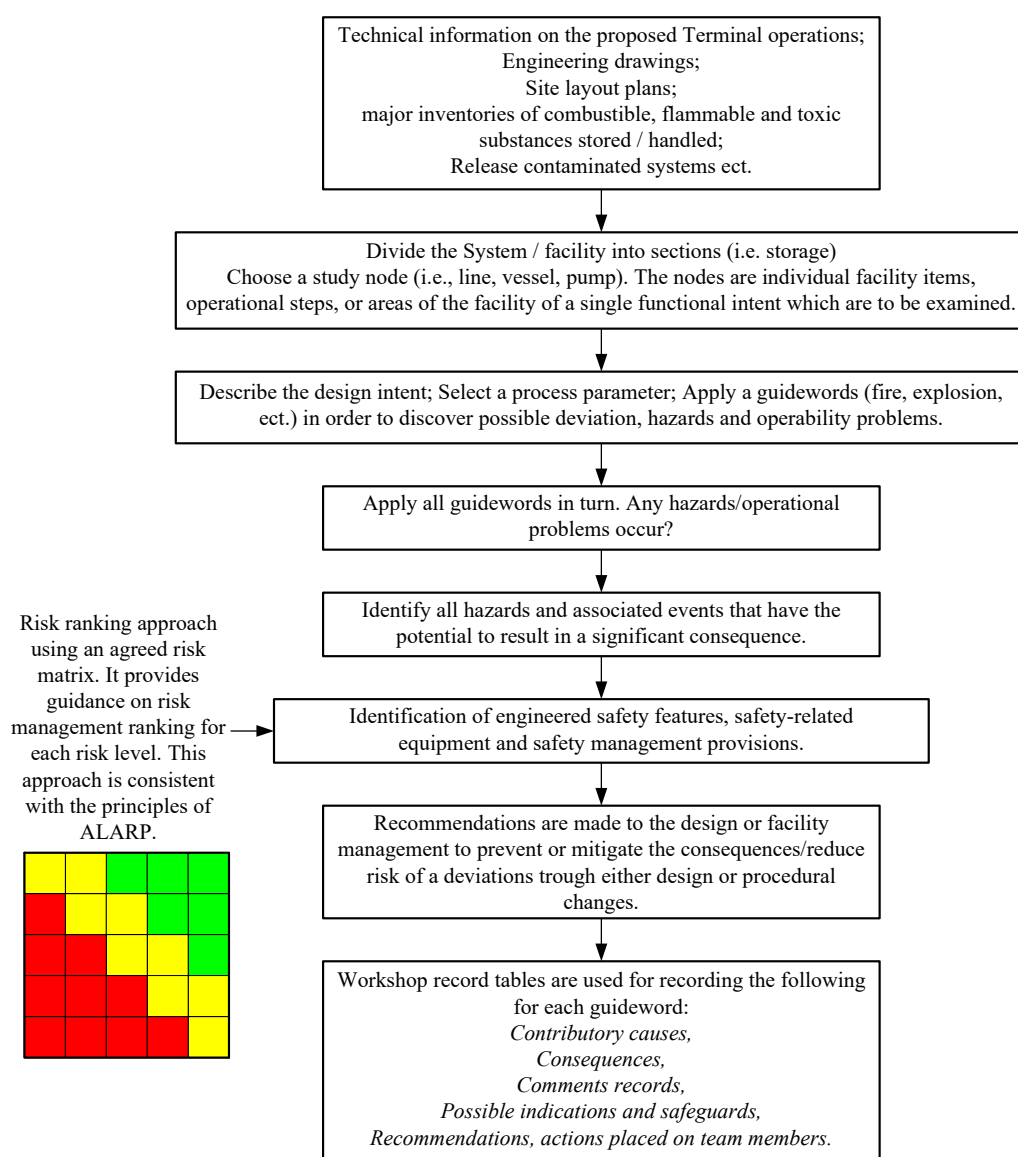 Technical information on the proposed Terminal operations;
Engineering drawings;
Site layout plans;
major inventories of combustible, flammable and toxic
substances stored / handled;
Release contaminated systems ect.
Divide the System / facility into sections (i.e. storage)
Choose a study node (i.e., line, vessel, pump). The nodes are individual facility items,
operational steps, or areas of the facility of a single functional intent which are to be examined.
Describe the design intent; Select a process parameter; Apply a guidewords (fire, explosion,
ect.) in order to discover possible deviation, hazards and operability problems.
Apply all guidewords in turn. Any hazards/operational
problems occur?
Identify all hazards and associated events that have the
potential to result in a significant consequence.
Risk ranking approach
using an agreed risk
matrix. It provides
guidance on risk
management ranking for
each risk level. This
approach is consistent
with the principles of
ALARP.
Identification of engineered safety features, safety-related
equipment and safety management provisions.
Recommendations are made to the design or facility
management to prevent or mitigate the consequences/reduce
risk of a deviations trough either design or procedural
changes.
Workshop record tables are used for recording the following
for each guideword:
Contributory causes,
Consequences,
Comments records,
Possible indications and safeguards,
Recommendations, actions placed on team members.